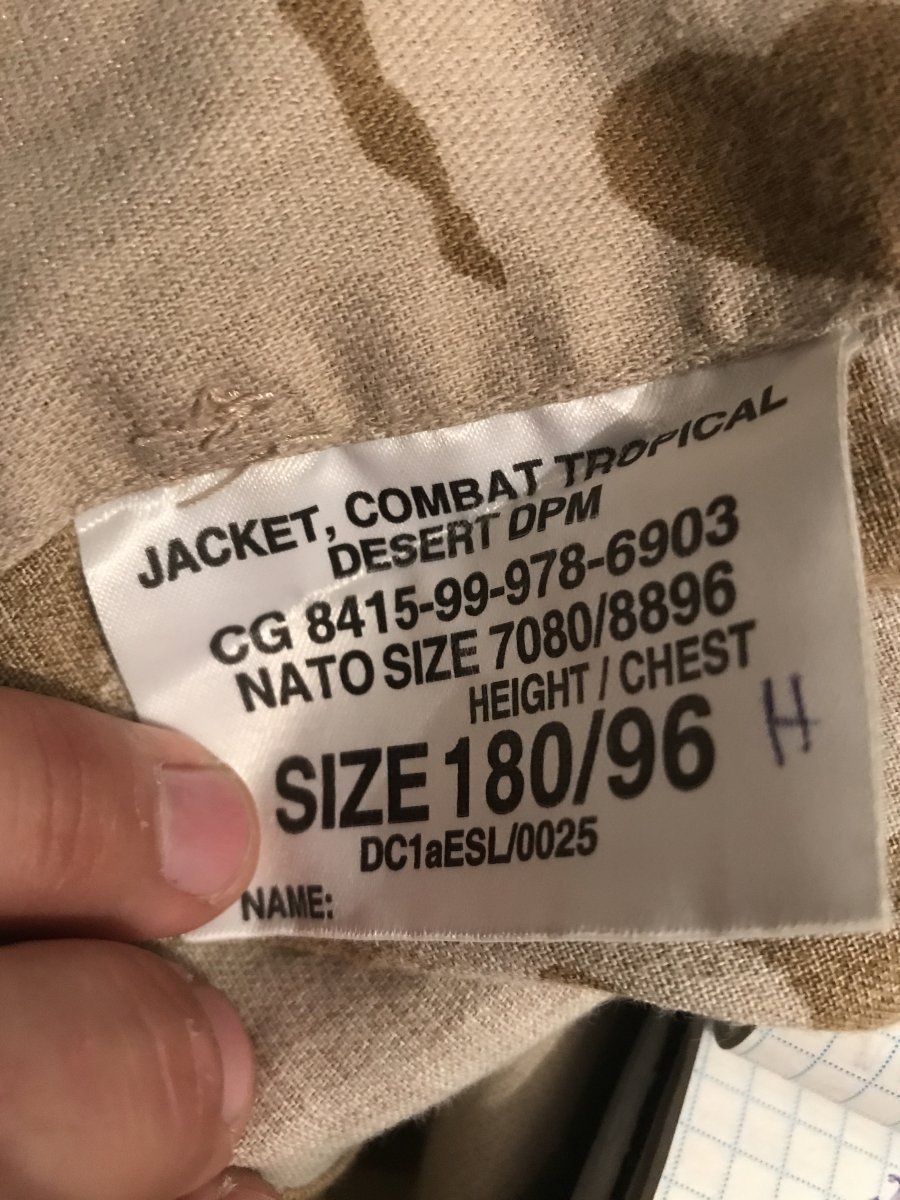 JACKET, COMBAT TROPICAL
DESERT DPM
CG 8415-99-978-6903
NATO SIZE 7080/8896
HEIGHT / CHEST
SIZE 180/96 H
DC1aESL/0025
NAME: